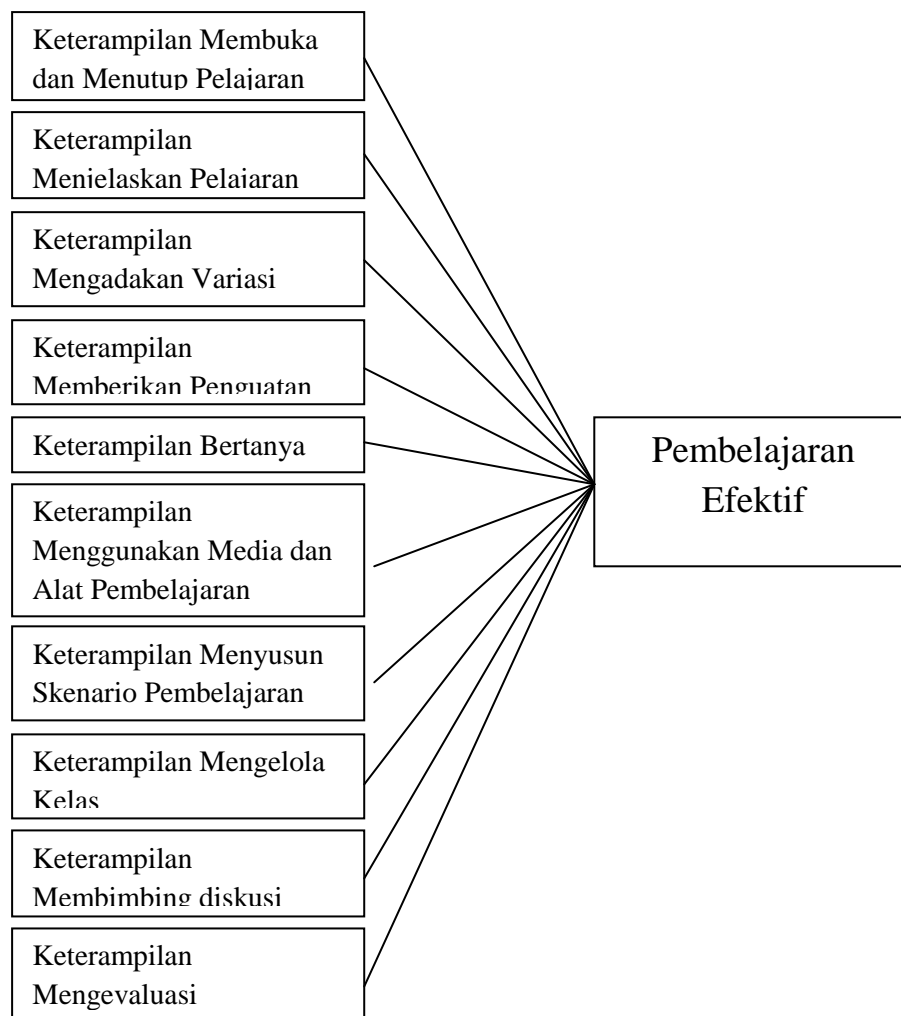 Keterampilan Membuka
dan Menutup Pelajaran
Keterampilan
Menjelaskan Pelajaran
Keterampilan
Mengadakan Variasi
Keterampilan
Memberikan Penguatan
Keterampilan Bertanya
Keterampilan
Menggunakan Media dan
Alat Pembelajaran
Keterampilan Menyusun
Skenario Pembelajaran
Keterampilan Mengelola
Kelas
Keterampilan
Membimbing diskusi
Keterampilan
Mengevaluasi
Pembelajaran
Efektif